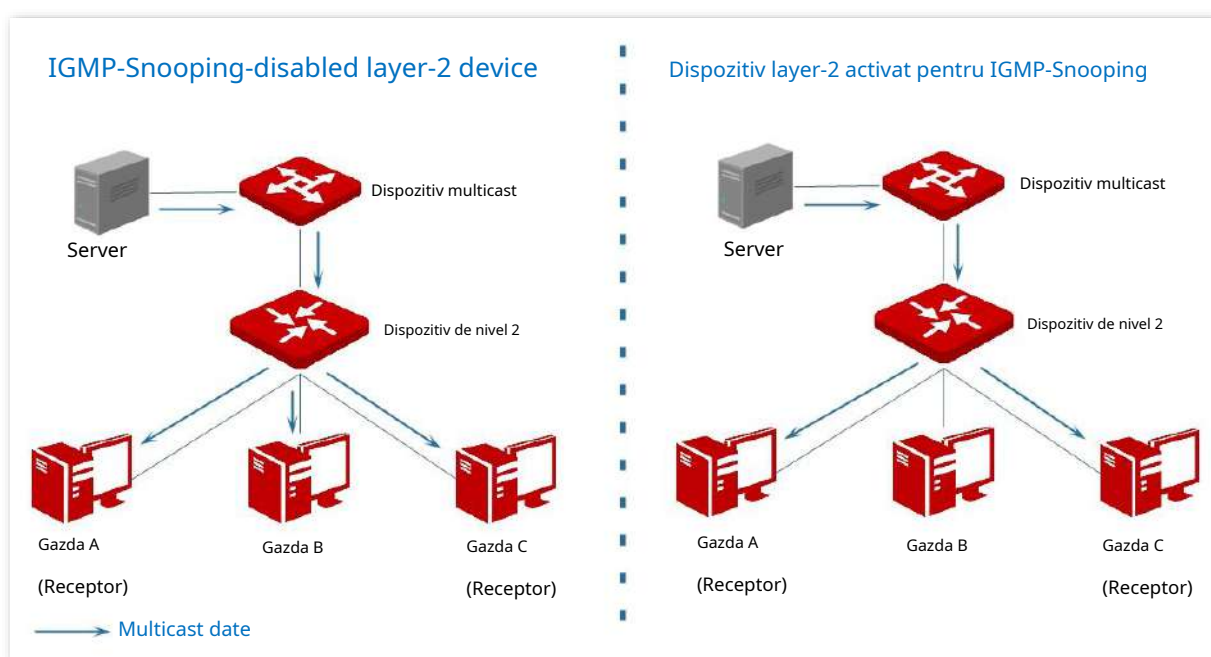 IGMP-Snooping-disabled layer-2 device
Dispozitiv multicast
Server
Dispozitiv de nivel 2
Gazda A
(Receptor)
Gazda B
Gazda C
(Receptor)
Multicast date
Dispozitiv layer-2 activat pentru IGMP-Snooping
Dispozitiv multicast
Server
Dispozitiv de nivel 2
Gazda A
(Receptor)
Gazda B
Gazda C
(Receptor)